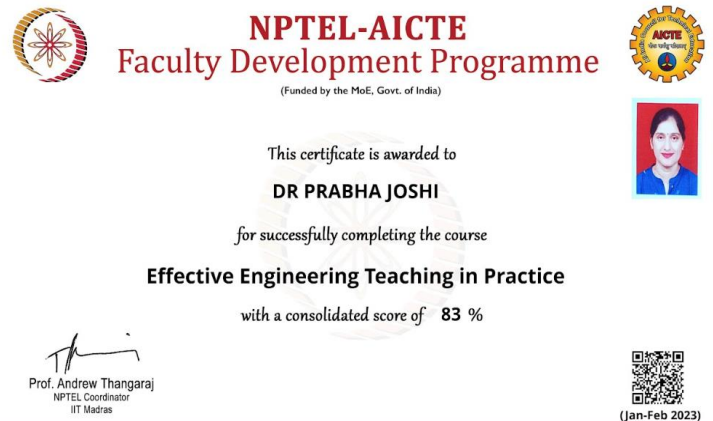 NPTEL-AICTE
Faculty Development Programme
(Funded by the MoE, Govt. of India)
AICTE
This certificate is awarded to
DR PRABHA JOSHI
for successfully completing the course
Effective Engineering Teaching in Practice
with a consolidated score of 83 %
Prof. Andrew Thangaraj
NPTEL Coordinator
IIT Madras
(Jan-Feb 2023)